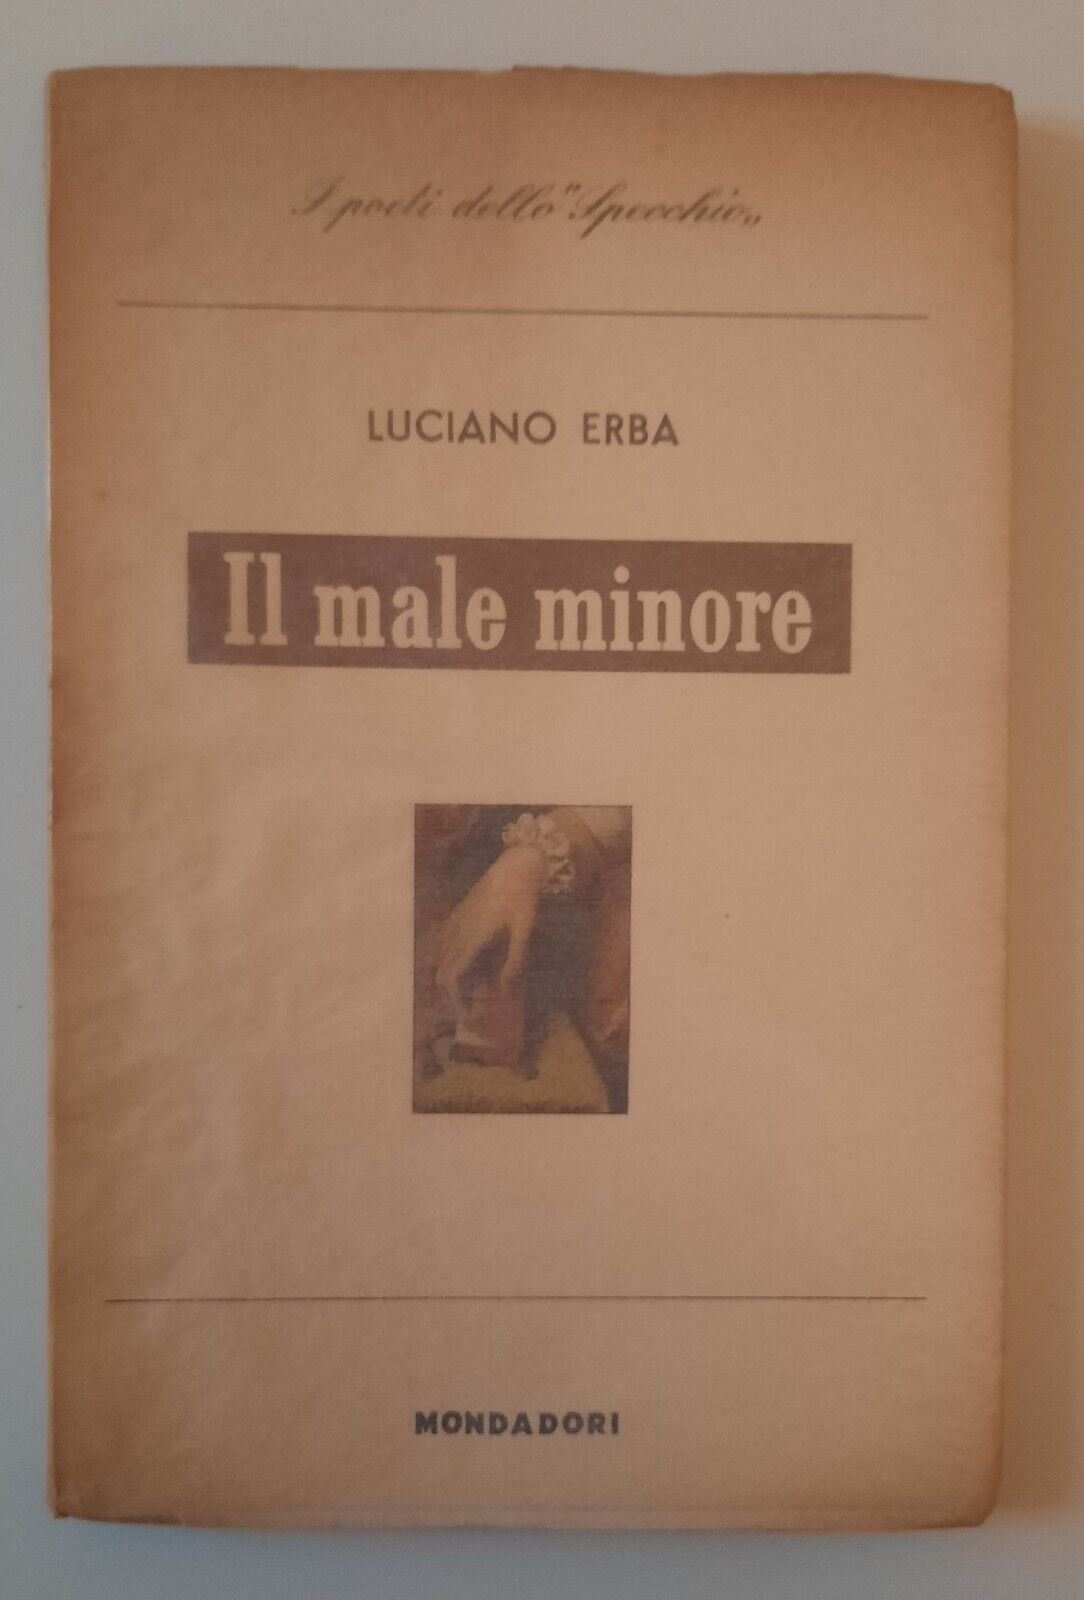 I poeti dello "Specchio„
LUCIANO ERBA
Il male minore
MONDADORI